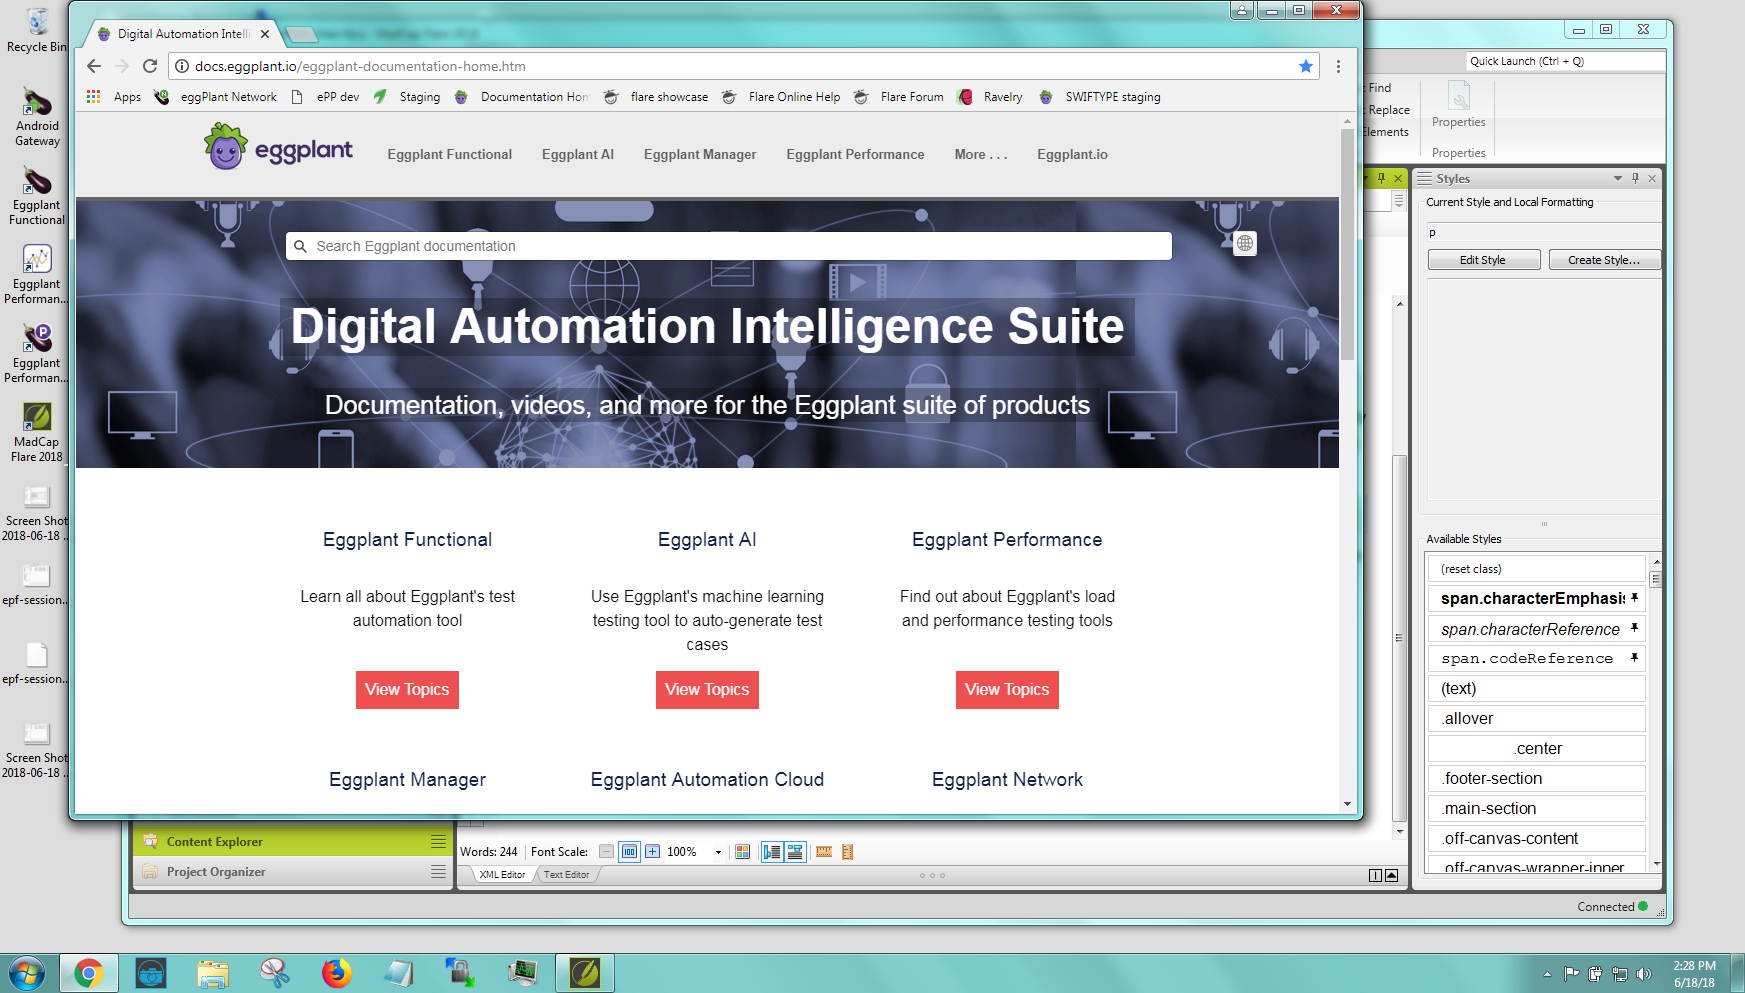 Recycle Bin
Android
Gateway
Eggplant
Functional
Eggplant
Performan...
Eggplant
Performan...
MadCap
Flare 2018
Screen Shot
2018-06-18 ...
epf-session...
epf-session...
Screen Shot
2018-06-18 ...
Digital Automation Intelli
docs.eggplant.io/eggplant-documentation-home.htm
Apps
eggPlant Network
ePP dev
Staging
Documentation Hom
flare showcase
Flare Online Help
Flare Forum
Ravelry
SWIFTYPE staging
eggplant
Eggplant Functional
Eggplant AI
Eggplant Manager
Eggplant Performance
More . . .
Eggplant.io
Search Eggplant documentation
Digital Automation Intelligence Suite
Documentation, videos, and more for the Eggplant suite of products
Eggplant Functional
Learn all about Eggplant's test
automation tool
View Topics
Eggplant AI
Use Eggplant's machine learning
testing tool to auto-generate test
cases
View Topics
Eggplant Performance
Find out about Eggplant's load
and performance testing tools
View Topics
Eggplant Manager
Eggplant Automation Cloud
Eggplant Network
Quick Launch (Ctrl + Q)
Find
Replace
Elements
Properties
Properties
Styles
Current Style and Local Formatting
p
Edit Style
Create Style...
Available Styles
(reset class)
span.characterEmphasis
span.characterReference
span.codeReference
(text)
.allover
.center
.footer-section
.main-section
.off-canvas-content
.off-canvas-wrapper-inner
Content Explorer
Project Organizer
Words: 244
Font Scale:
100
100%
XML Editor
Text Editor
Connected
P
2:28 PM
6/18/18